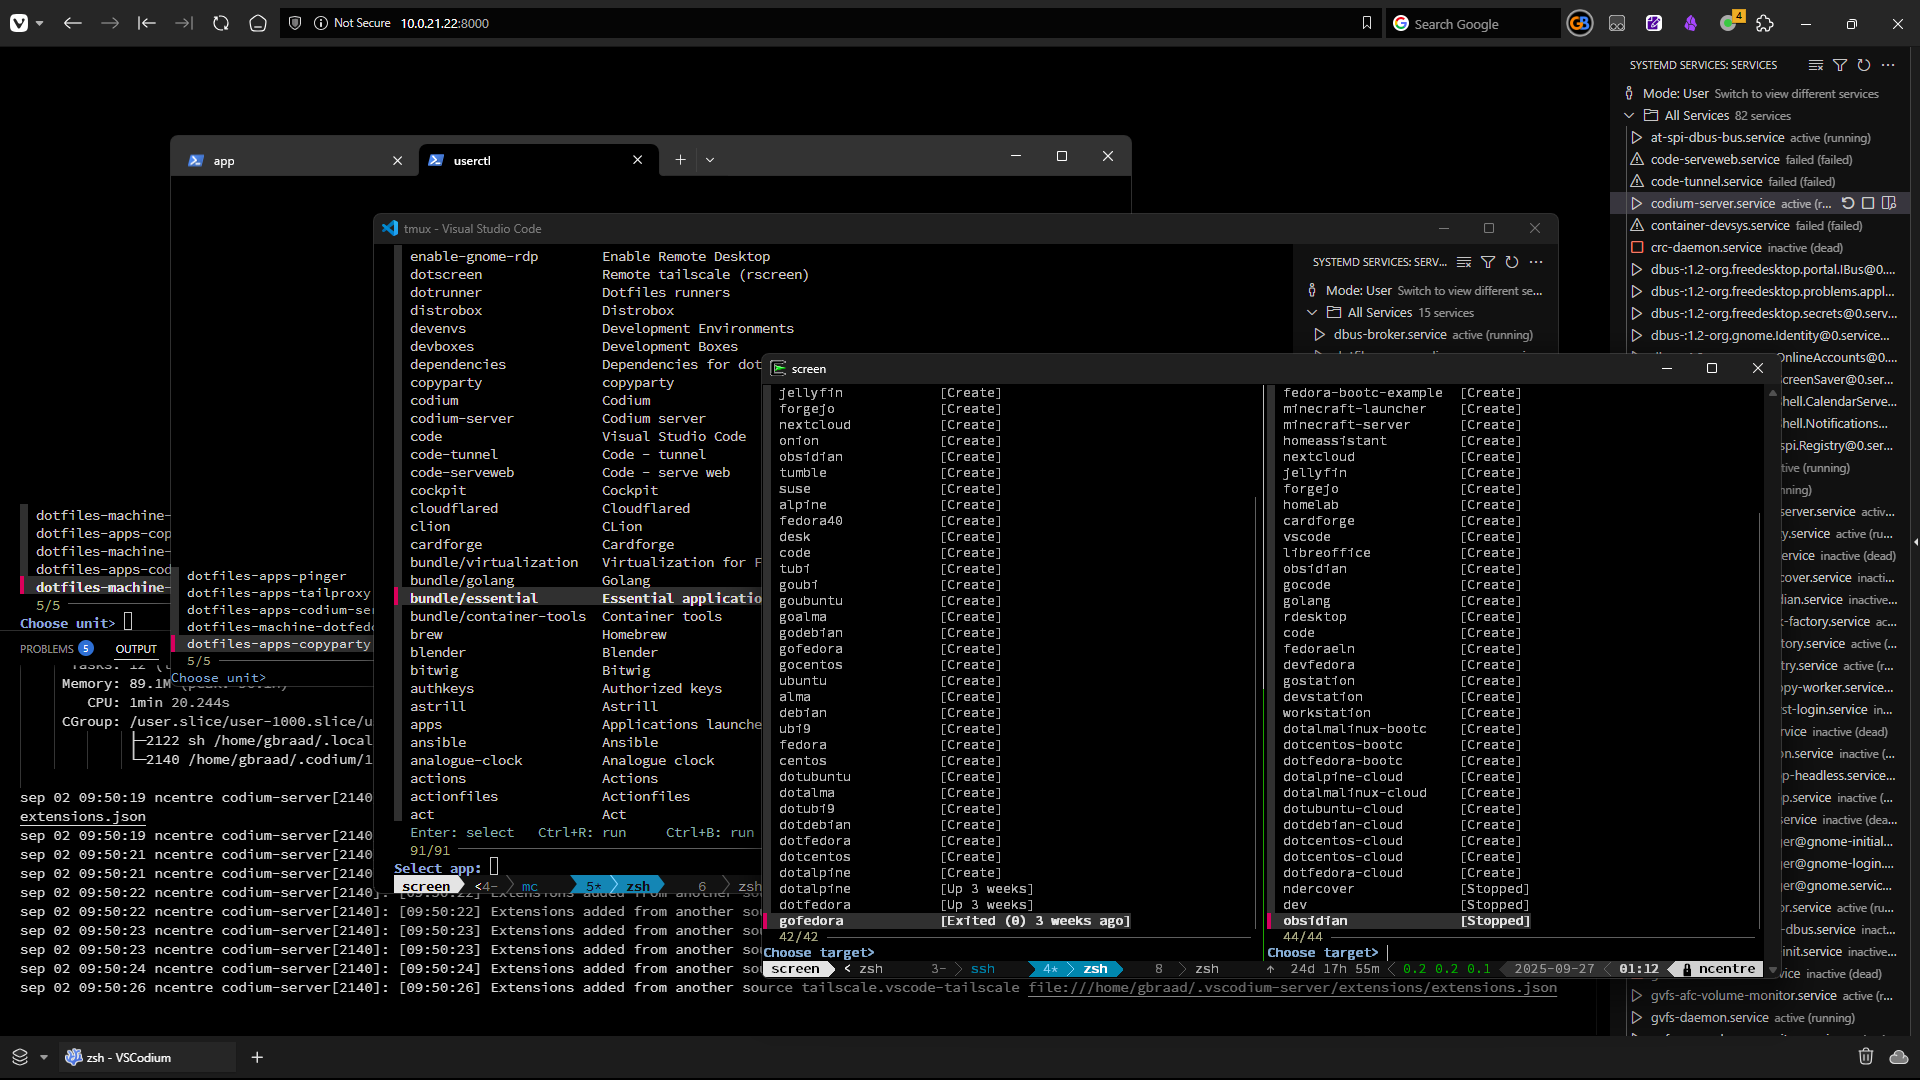 Not Secure 10.0.21.22:8000
Search Google
4
SYSTEMD SERVICES: SERVICES
Mode: User Switch to view different services
All Services 82 services
at-spi-dbus-bus.service active (running)
code-serveweb.service failed (failed)
code-tunnel.service failed (failed)
codium-server.service active (r...
container-devsys.service failed (failed)
crc-daemon.service inactive (dead)
dbus-:1.2-org.freedesktop.portal.IBus@0....
dbus-:1.2-org.freedesktop.problems.appl...
dbus-:1.2-org.freedesktop.secrets@0.serv...
dbus-:1.2-org.gnome.Identity@0.service...
OnlineAccounts@0....
creenSaver@0.ser...
hell.CalendarServe...
hell.Notifications...
spi.Registry@0.ser...
tive (running)
nning)
server.service activ...
y.service active (ru...
ervice inactive (dead)
cover.service inacti...
dian.service inactive...
k-factory.service ac...
tory.service active (...
try.service active (r...
opy-worker.service...
st-login.service in...
rvice inactive (dead)
on.service inactive...
p-headless.service...
p.service inactive (...
service inactive (dea...
er@gnome-initial...
er@gnome-login....
er@gnome.servic...
or.service active (ru...
-dbus.service inact...
init.service inactive...
vice inactive (dead)
gvfs-afc-volume-monitor.service active (r...
gvfs-daemon.service active (running)
app
userctl
dotfiles-machine-
dotfiles-apps-cop
dotfiles-machine-
dotfiles-apps-cod
dotfiles-machine-
5/5
Choose unit>
dotfiles-apps-pinger
dotfiles-apps-tailproxy
dotfiles-apps-codium-ser
dotfiles-machine-dotfedo
dotfiles-apps-copyparty
5/5
Choose unit>
PROBLEMS 5 OUTPUT
Memory: 89.1M
CPU: 1min 20.244s
CGroup: /user.slice/user-1000.slice/u
├─2122 sh /home/gbraad/.local
└─2140 /home/gbraad/.codium/1
sep 02 09:50:19 ncentre codium-server[2140
extensions.json
sep 02 09:50:19 ncentre codium-server[2140
sep 02 09:50:21 ncentre codium-server[2140
sep 02 09:50:21 ncentre codium-server[2140
sep 02 09:50:22 ncentre codium-server[2140]: [09:50:22] Extensions added from another so
sep 02 09:50:22 ncentre codium-server[2140]: [09:50:22] Extensions added from another so
sep 02 09:50:23 ncentre codium-server[2140]: [09:50:23] Extensions added from another so
sep 02 09:50:23 ncentre codium-server[2140]: [09:50:23] Extensions added from another so
sep 02 09:50:24 ncentre codium-server[2140]: [09:50:24] Extensions added from another so
sep 02 09:50:26 ncentre codium-server[2140]: [09:50:26] Extensions added from another source tailscale.vscode-tailscale file:///home/gbraad/.vscodium-server/extensions/extensions.json
tmux - Visual Studio Code
enable-gnome-rdp Enable Remote Desktop
dotscreen Remote tailscale (rscreen)
dotrunner Dotfiles runners
distrobox Distrobox
devenvs Development Environments
devboxes Development Boxes
dependencies Dependencies for dot
copyparty copyparty
codium Codium
codium-server Codium server
code Visual Studio Code
code-tunnel Code - tunnel
code-serveweb Code - serve web
cockpit Cockpit
cloudflared Cloudflared
clion CLion
cardforge Cardforge
bundle/virtualization Virtualization for F
bundle/golang Golang
bundle/essential Essential applicatio
bundle/container-tools Container tools
brew Homebrew
blender Blender
bitwig Bitwig
authkeys Authorized keys
astrill Astrill
apps Applications launche
ansible Ansible
analogue-clock Analogue clock
actions Actions
actionfiles Actionfiles
act Act
Enter: select Ctrl+R: run Ctrl+B: run
91/91
Select app:
screen <4- mc 5* zsh 6 zsh
SYSTEMD SERVICES: SERV...
Mode: User Switch to view different se...
All Services 15 services
dbus-broker.service active (running)
screen
jellyfin [Create]
forgejo [Create]
nextcloud [Create]
onion [Create]
obsidian [Create]
tumble [Create]
suse [Create]
alpine [Create]
fedora40 [Create]
desk [Create]
code [Create]
tubi [Create]
goubi [Create]
goubuntu [Create]
goalma [Create]
godebian [Create]
gofedora [Create]
gocentos [Create]
ubuntu [Create]
alma [Create]
debian [Create]
ubi9 [Create]
fedora [Create]
centos [Create]
dotubuntu [Create]
dotalma [Create]
dotubi9 [Create]
dotdebian [Create]
dotfedora [Create]
dotcentos [Create]
dotalpine [Create]
dotalpine [Up 3 weeks]
dotfedora [Up 3 weeks]
gofedora [Exited (0) 3 weeks ago]
42/42
Choose target>
fedora-bootc-example [Create]
minecraft-launcher [Create]
minecraft-server [Create]
homeassistant [Create]
nextcloud [Create]
jellyfin [Create]
forgejo [Create]
homelab [Create]
cardforge [Create]
vscode [Create]
libreoffice [Create]
obsidian [Create]
gocode [Create]
golang [Create]
rdesktop [Create]
code [Create]
fedoraeln [Create]
devfedora [Create]
gostation [Create]
devstation [Create]
workstation [Create]
dotalmalinux-bootc [Create]
dotcentos-bootc [Create]
dotfedora-bootc [Create]
dotalpine-cloud [Create]
dotalmalinux-cloud [Create]
dotubuntu-cloud [Create]
dotdebian-cloud [Create]
dotcentos-cloud [Create]
dotcentos-cloud [Create]
dotfedora-cloud [Create]
ndercover [Stopped]
dev [Stopped]
obsidian [Stopped]
44/44
Choose target>
screen < zsh 3- ssh 4* zsh 8 zsh ↑ 24d 17h 55m 0.2 0.2 0.1 2025-09-27 01:12 ncentre
zsh - VSCodium